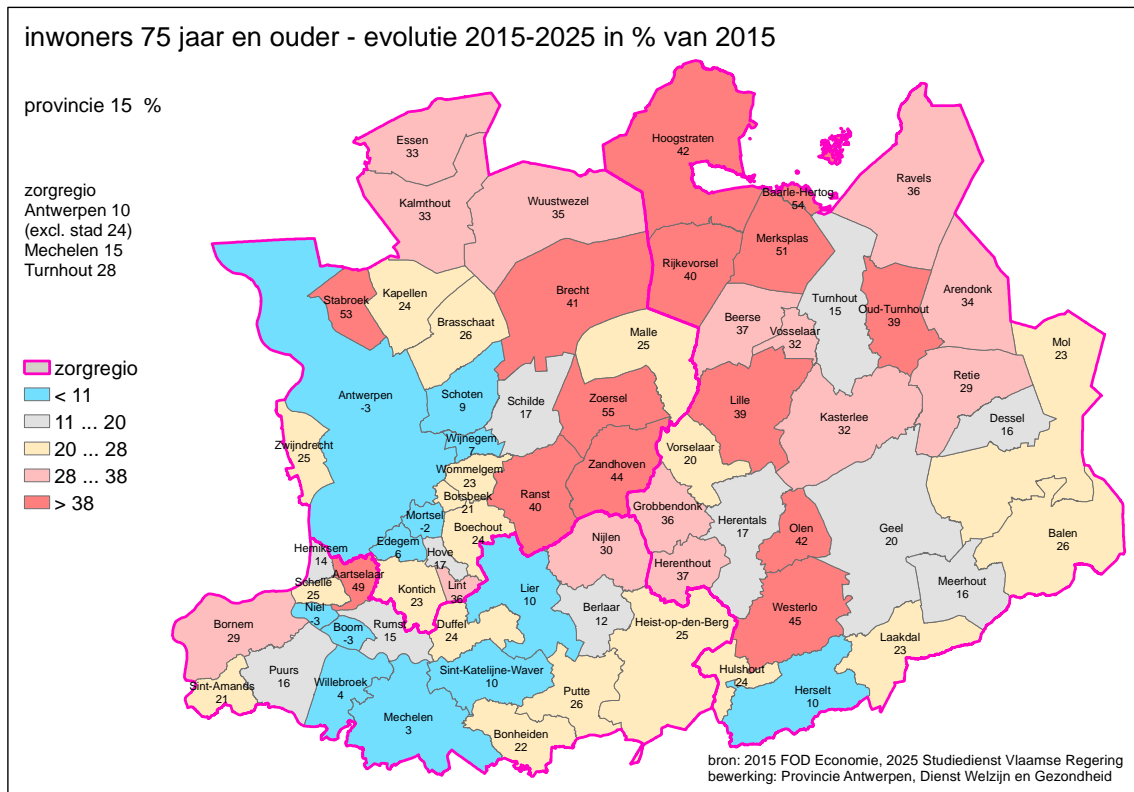 inwoners 75 jaar en ouder - evolutie 2015-2025 in % van 2015
provincie 15 %
zorgregio
Antwerpen 10
(excl. stad 24)
Mechelen 15
Turnhout 28
zorgregio
< 11
11 ... 20
20 ... 28
28 ... 38
> 38
Essen
33
Kalmthout
33
Wuustwezel
35
Hoogstraten
42
Baarle-Hertog
54
Ravels
36
Merksplas
51
Rijkevorsel
40
Brecht
41
Stabroek
53
Kapellen
24
Brasschaat
26
Malle
25
Beerse
37
Vosselaar
32
Turnhout
15
Oud-Turnhout
39
Arendonk
34
Mol
23
Retie
29
Dessel
16
Antwerpen
-3
Schoten
9
Schilde
17
Zoersel
55
Lille
39
Kasterlee
32
Zwijndrecht
25
Wijnegem
7
Wommelgem
23
Borsbeek
21
Ranst
40
Zandhoven
44
Vorselaar
20
Grobbendonk
36
Herentals
17
Olen
42
Geel
20
Balen
26
Meerhout
16
Mortsel
-2
Edegem
6
Hove
17
Boechout
24
Nijlen
30
Herenthout
37
Hemiksem
14
Schelle
25
Aartselaar
49
Kontich
23
Lint
36
Lier
10
Berlaar
12
Heist-op-den-Berg
25
Westerlo
45
Laakdal
23
Hulshout
24
Herselt
10
Bornem
29
Niel
-3
Boom
-3
Rumst
15
Duffel
24
Sint-Katelijne-Waver
10
Putte
26
Sint-Amands
21
Puurs
16
Willebroek
4
Mechelen
3
Bonheiden
22
bron: 2015 FOD Economie, 2025 Studiedienst Vlaamse Regering
bewerking: Provincie Antwerpen, Dienst Welzijn en Gezondheid